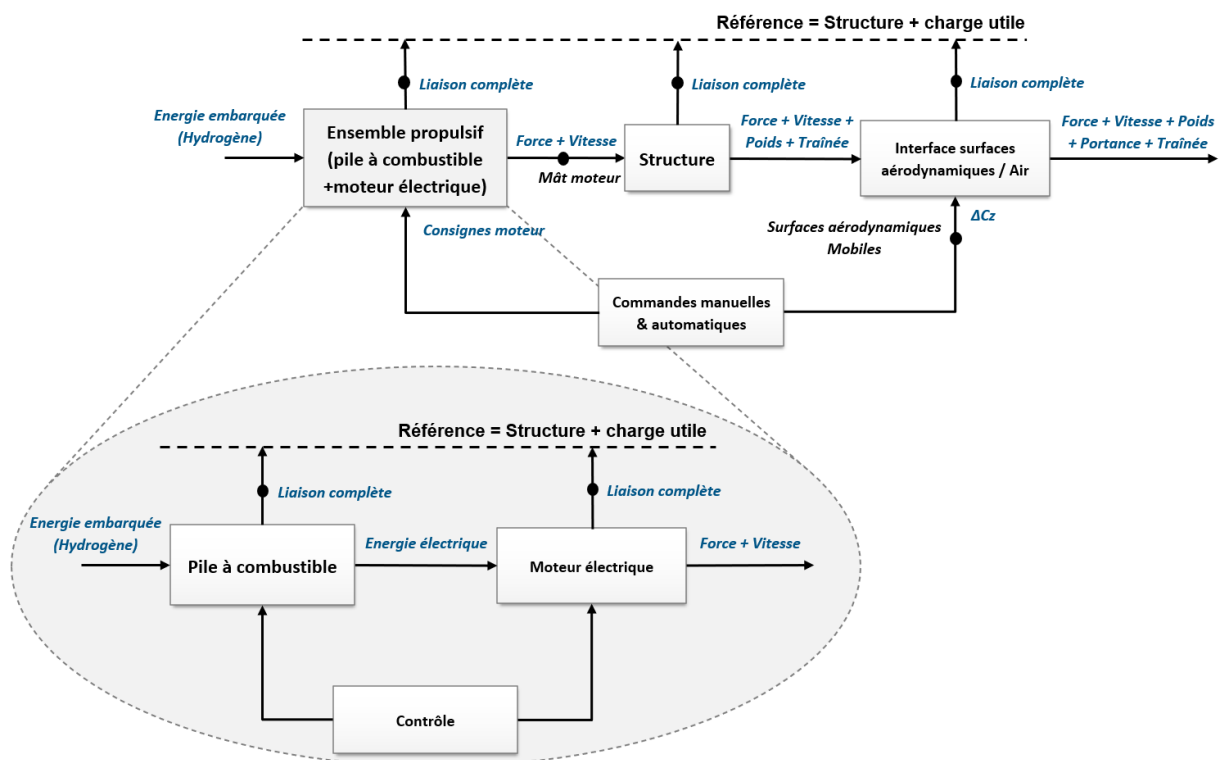 Référence = Structure + charge utile
Liaison complète
Liaison complète
Liaison complète
Energie embarquée
(Hydrogène)
Ensemble propulsif
(pile à combustible
+moteur électrique)
Force + Vitesse
Mât moteur
Structure
Force + Vitesse +
Poids + Traînée
Interface surfaces
aérodynamiques / Air
Force + Vitesse + Poids
+ Portance + Traînée
Consignes moteur
Surfaces aérodynamiques
Mobiles
ΔCz
Commandes manuelles
& automatiques
Référence = Structure + charge utile
Liaison complète
Liaison complète
Energie embarquée
(Hydrogène)
Pile à combustible
Energie électrique
Moteur électrique
Force + Vitesse
Contrôle